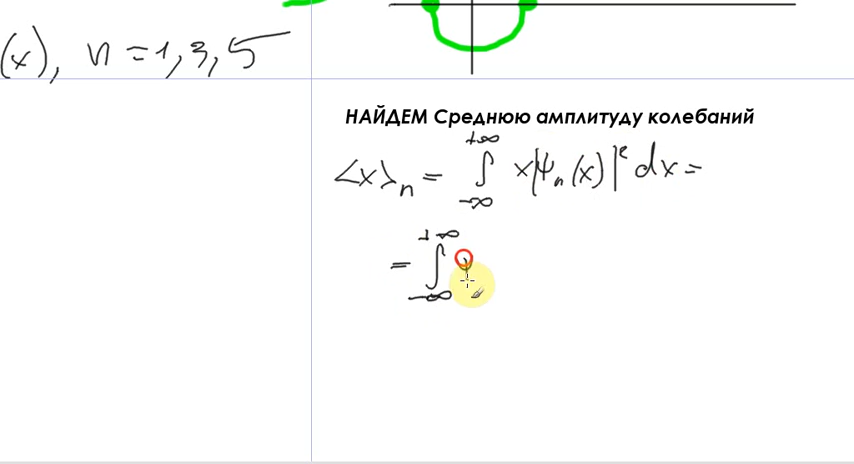 (x), n = 1, 3, 5
НАЙДЕМ Среднюю амплитуду колебаний
<x>ₙ = ∫₋∞⁺∞ x|Ψₙ(x)|² dx =
= ∫₋∞⁺∞